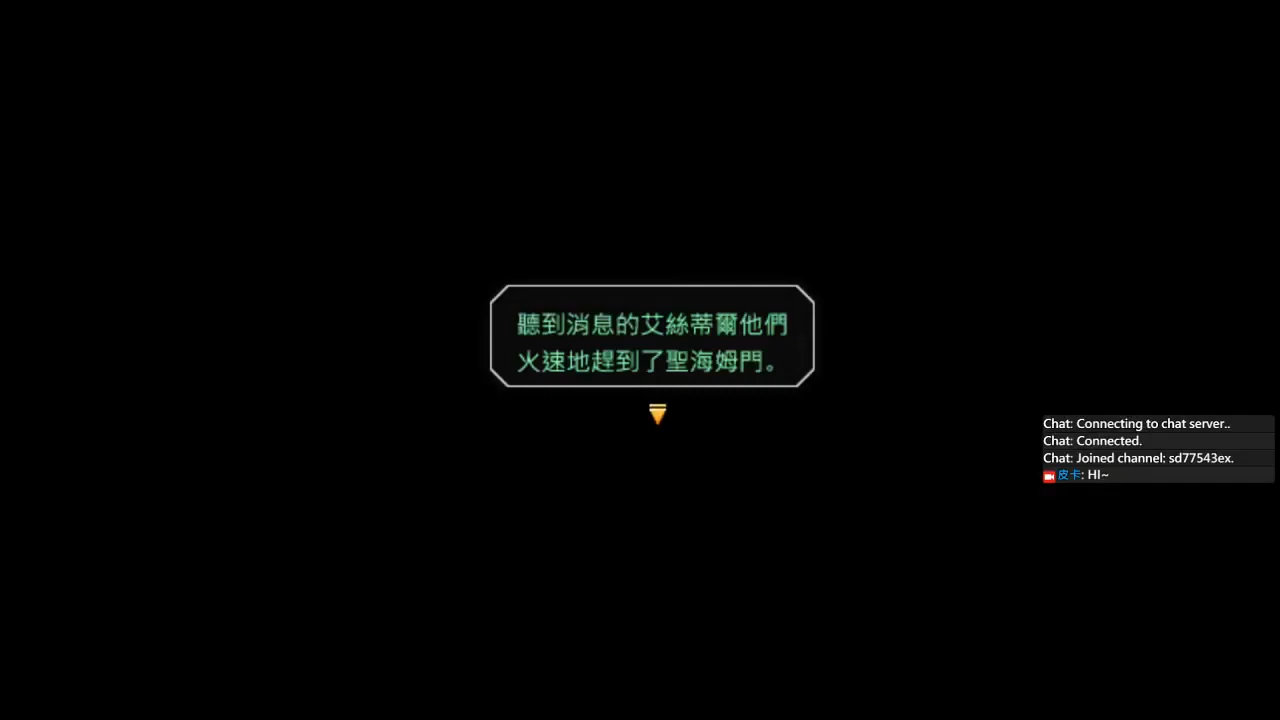 聽到消息的艾絲蒂爾他們
火速地趕到了聖海姆門。
Chat: Connecting to chat server..
Chat: Connected.
Chat: Joined channel: sd77543ex.
皮卡: HI~